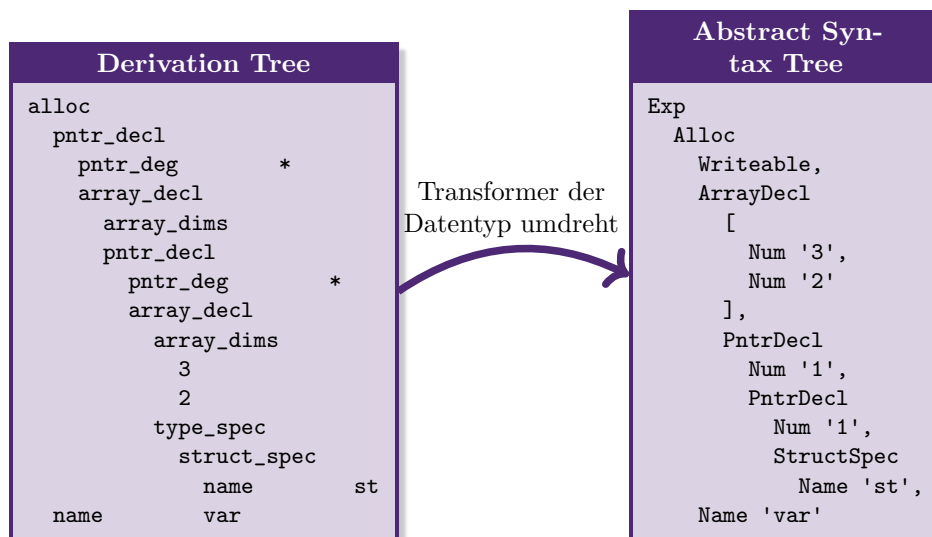 Derivation Tree
alloc
  pntr_decl
    pntr_deg        *
    array_decl
      array_dims
      pntr_decl
        pntr_deg        *
        array_decl
          array_dims
            3
            2
          type_spec
            struct_spec
              name        st
  name        var
Transformer der
Datentyp umdreht
Abstract Syn-
tax Tree
Exp
  Alloc
    Writeable,
    ArrayDecl
      [
        Num '3',
        Num '2'
      ],
      PntrDecl
        Num '1',
        PntrDecl
          Num '1',
          StructSpec
            Name 'st',
    Name 'var'